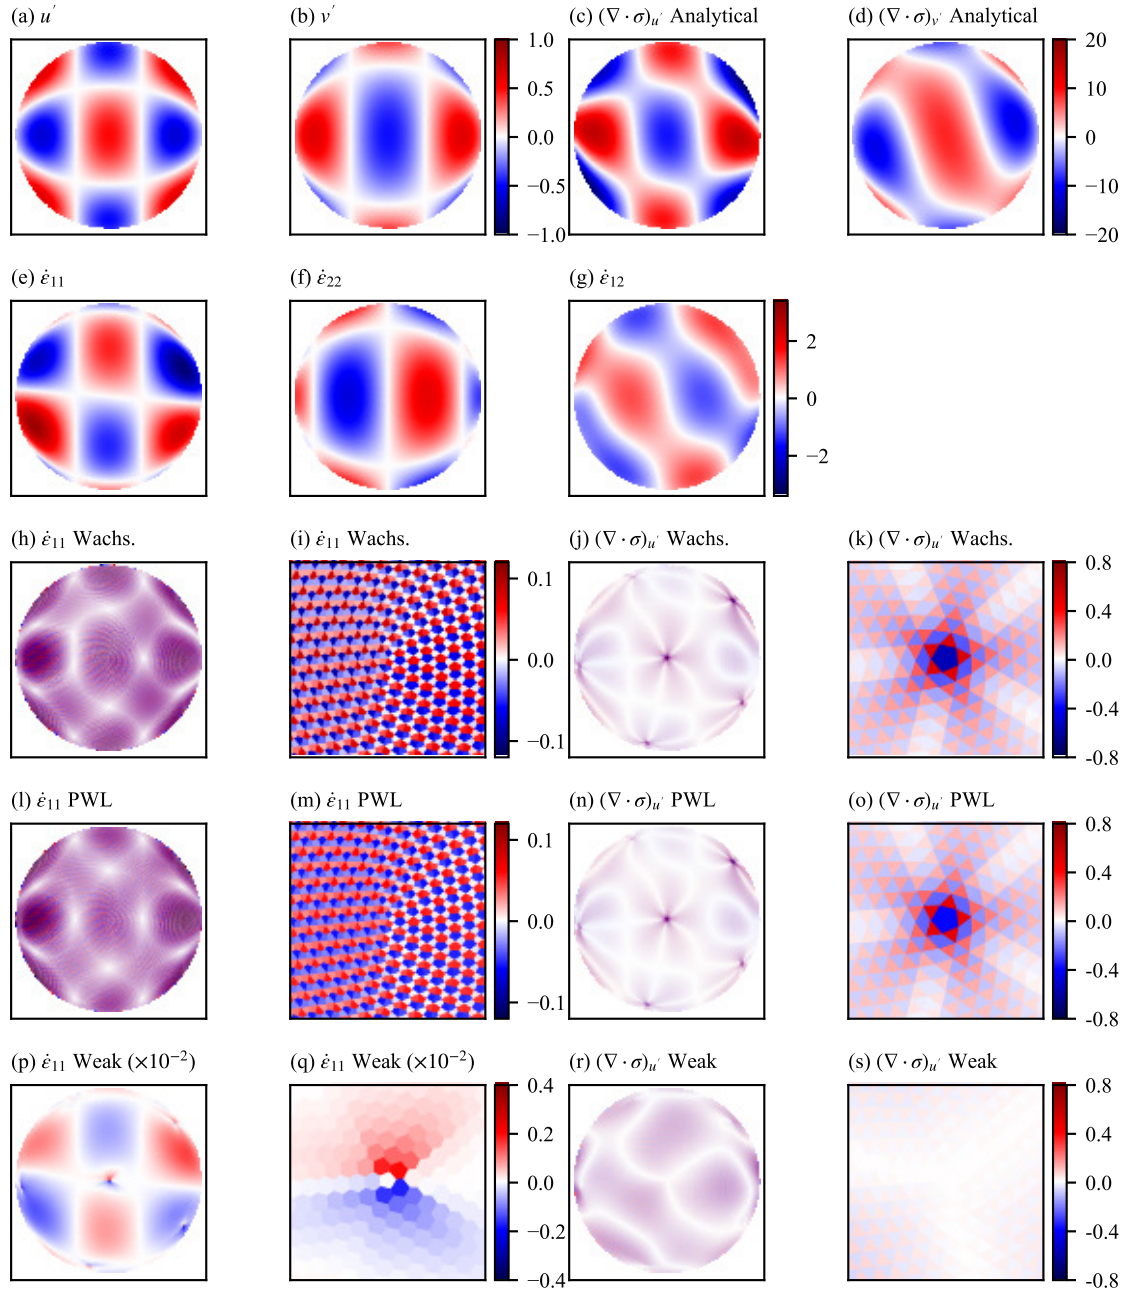 (a) u′
(b) v′
(c) (∇ · σ)u′ Analytical
(d) (∇ · σ)v′ Analytical
1.0
0.5
0.0
−0.5
−1.0
20
10
0
−10
−20
(e) ε̇11
(f) ε̇22
(g) ε̇12
2
0
−2
(h) ε̇11 Wachs.
(i) ε̇11 Wachs.
(j) (∇ · σ)u′ Wachs.
(k) (∇ · σ)u′ Wachs.
0.1
0.0
−0.1
0.8
0.4
0.0
-0.4
-0.8
(l) ε̇11 PWL
(m) ε̇11 PWL
(n) (∇ · σ)u′ PWL
(o) (∇ · σ)u′ PWL
0.1
0.0
−0.1
0.8
0.4
0.0
-0.4
-0.8
(p) ε̇11 Weak (×10−2)
(q) ε̇11 Weak (×10−2)
(r) (∇ · σ)u′ Weak
(s) (∇ · σ)u′ Weak
0.4
0.2
0.0
−0.2
−0.4
0.8
0.4
0.0
-0.4
-0.8